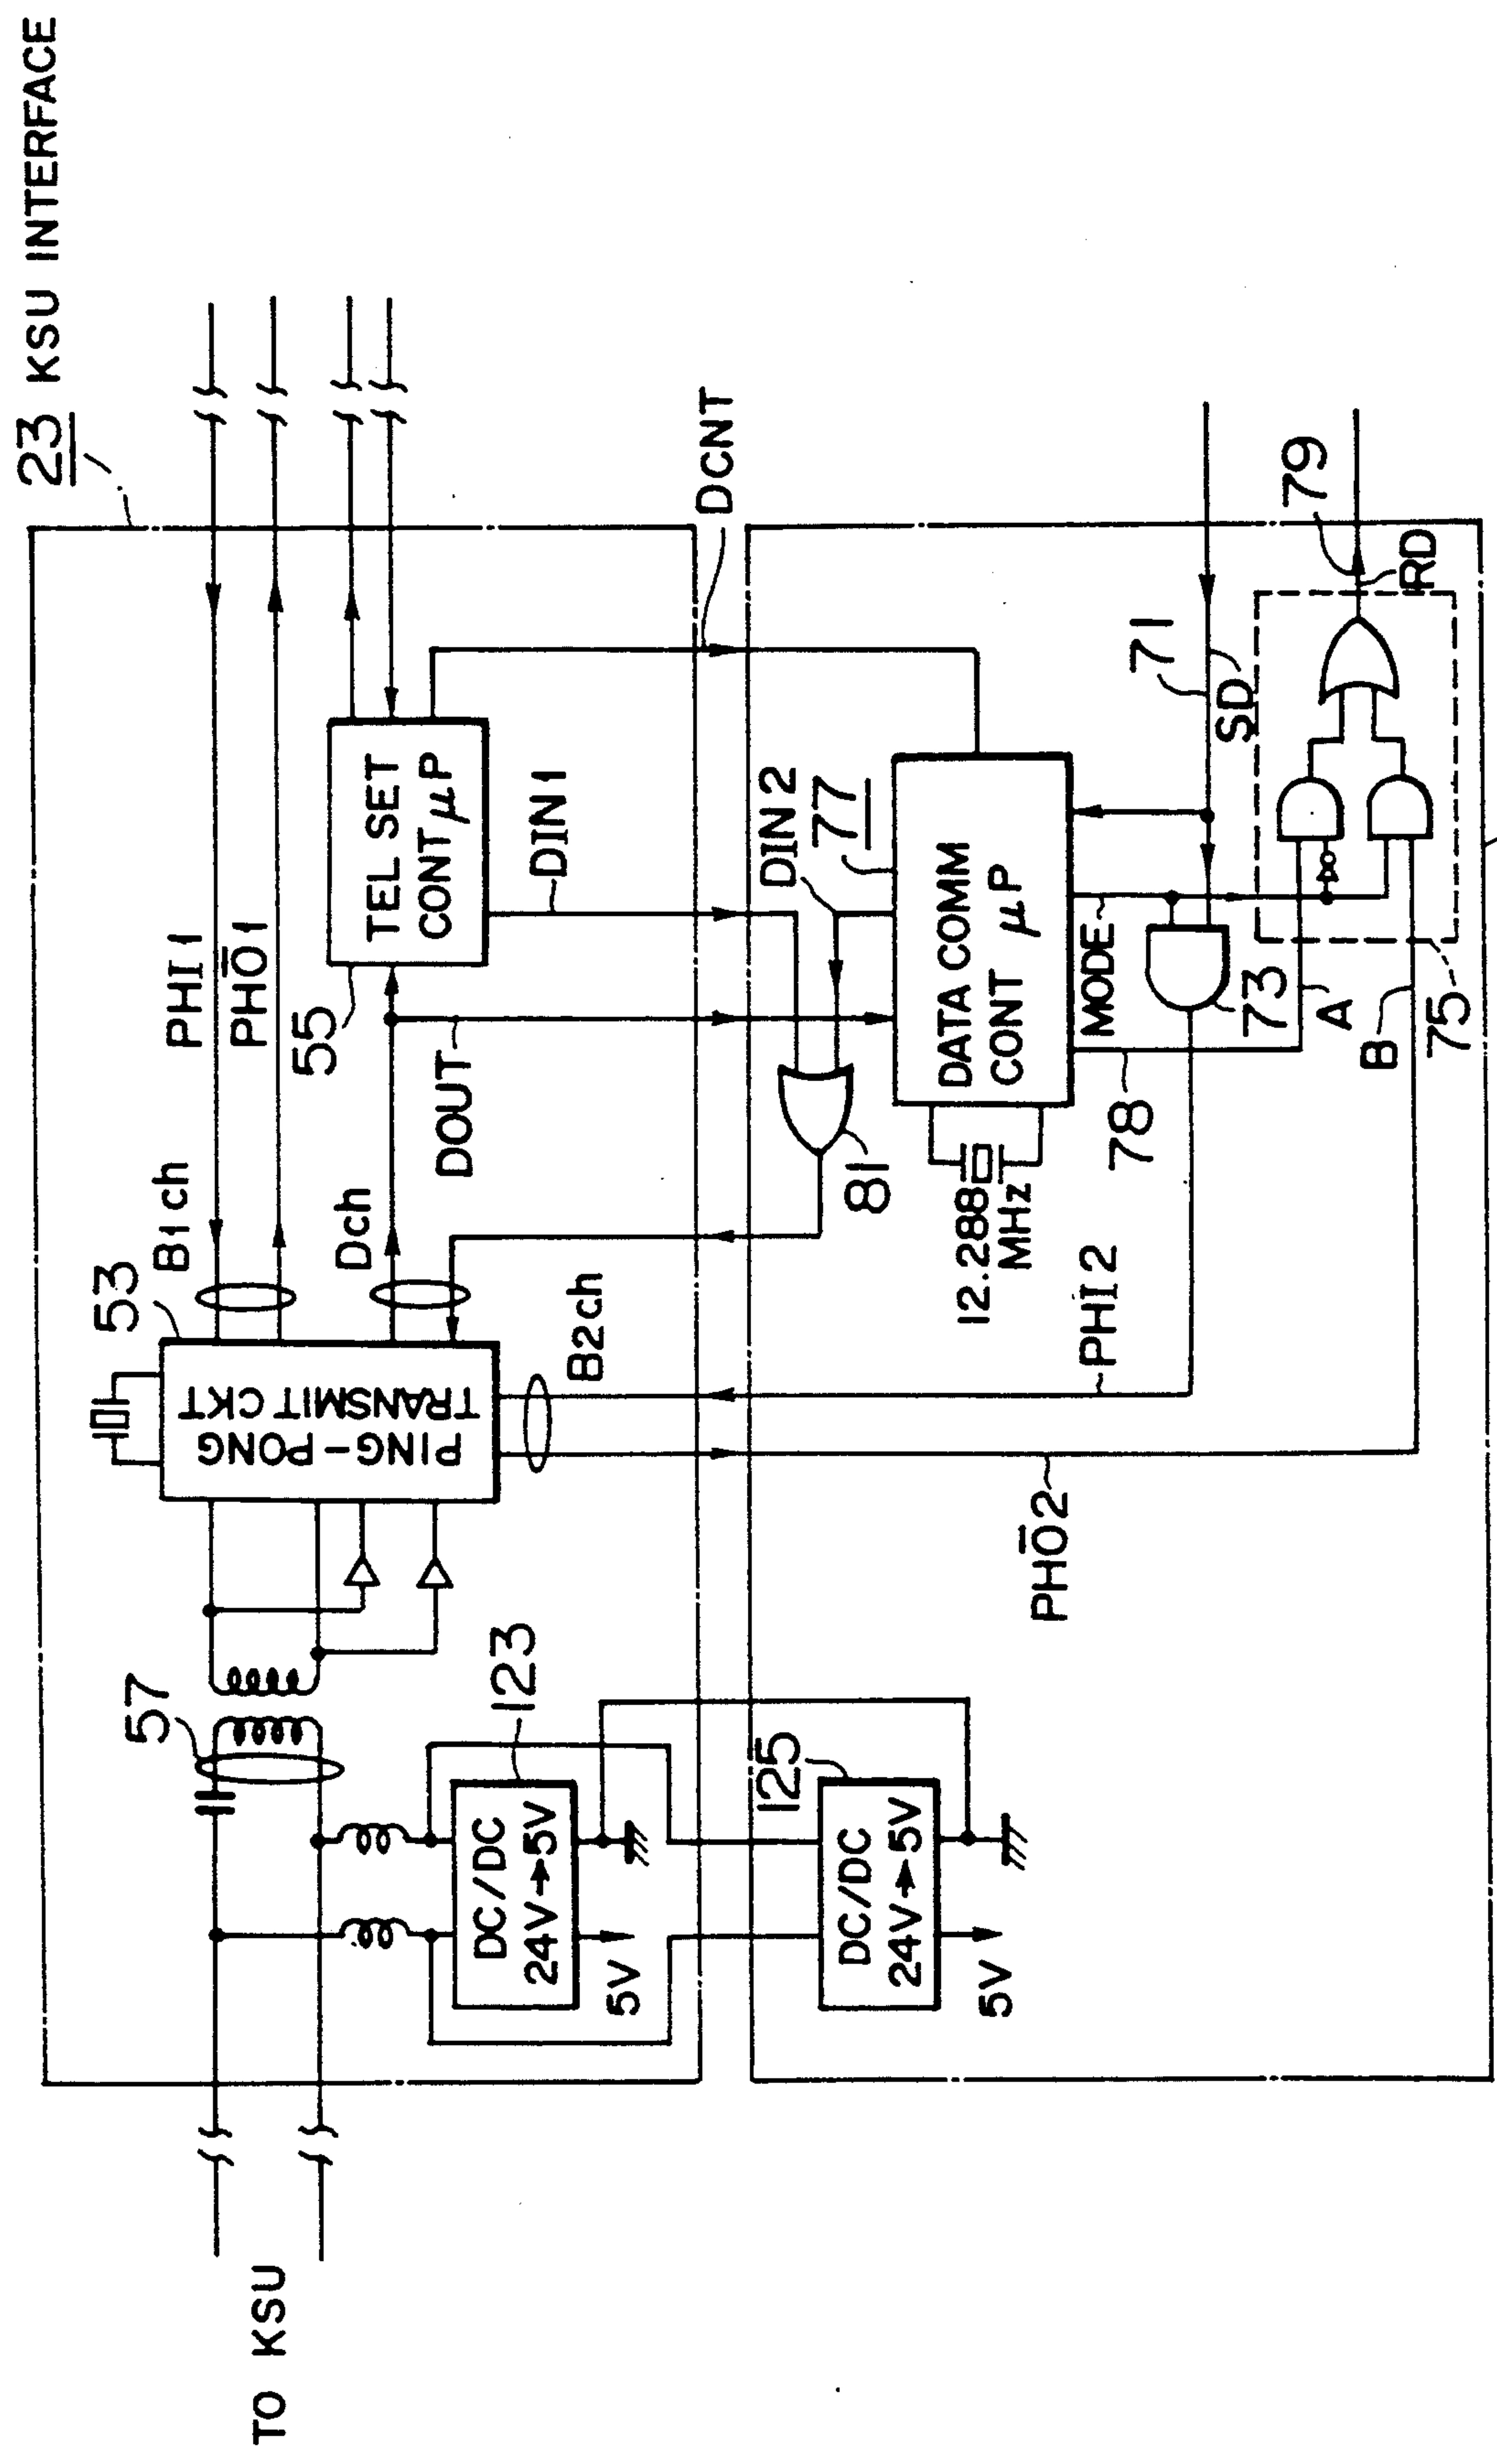 23 KSU INTERFACE
TO KSU
57
53
B1ch
PHI1
PHŌ1
PING-PONG
TRANSMIT CKT
Dch
55
TEL SET
CONT μP
DOUT
DIN1
DCNT
B2ch
123
DC/DC
24V→5V
5V
125
DC/DC
24V→5V
5V
81
DIN2
77
DATA COMM
CONT μP
12.288
MHz
PHŌ2
PHI2
78
MODE
73
71
SD
A
B
75
79
RD